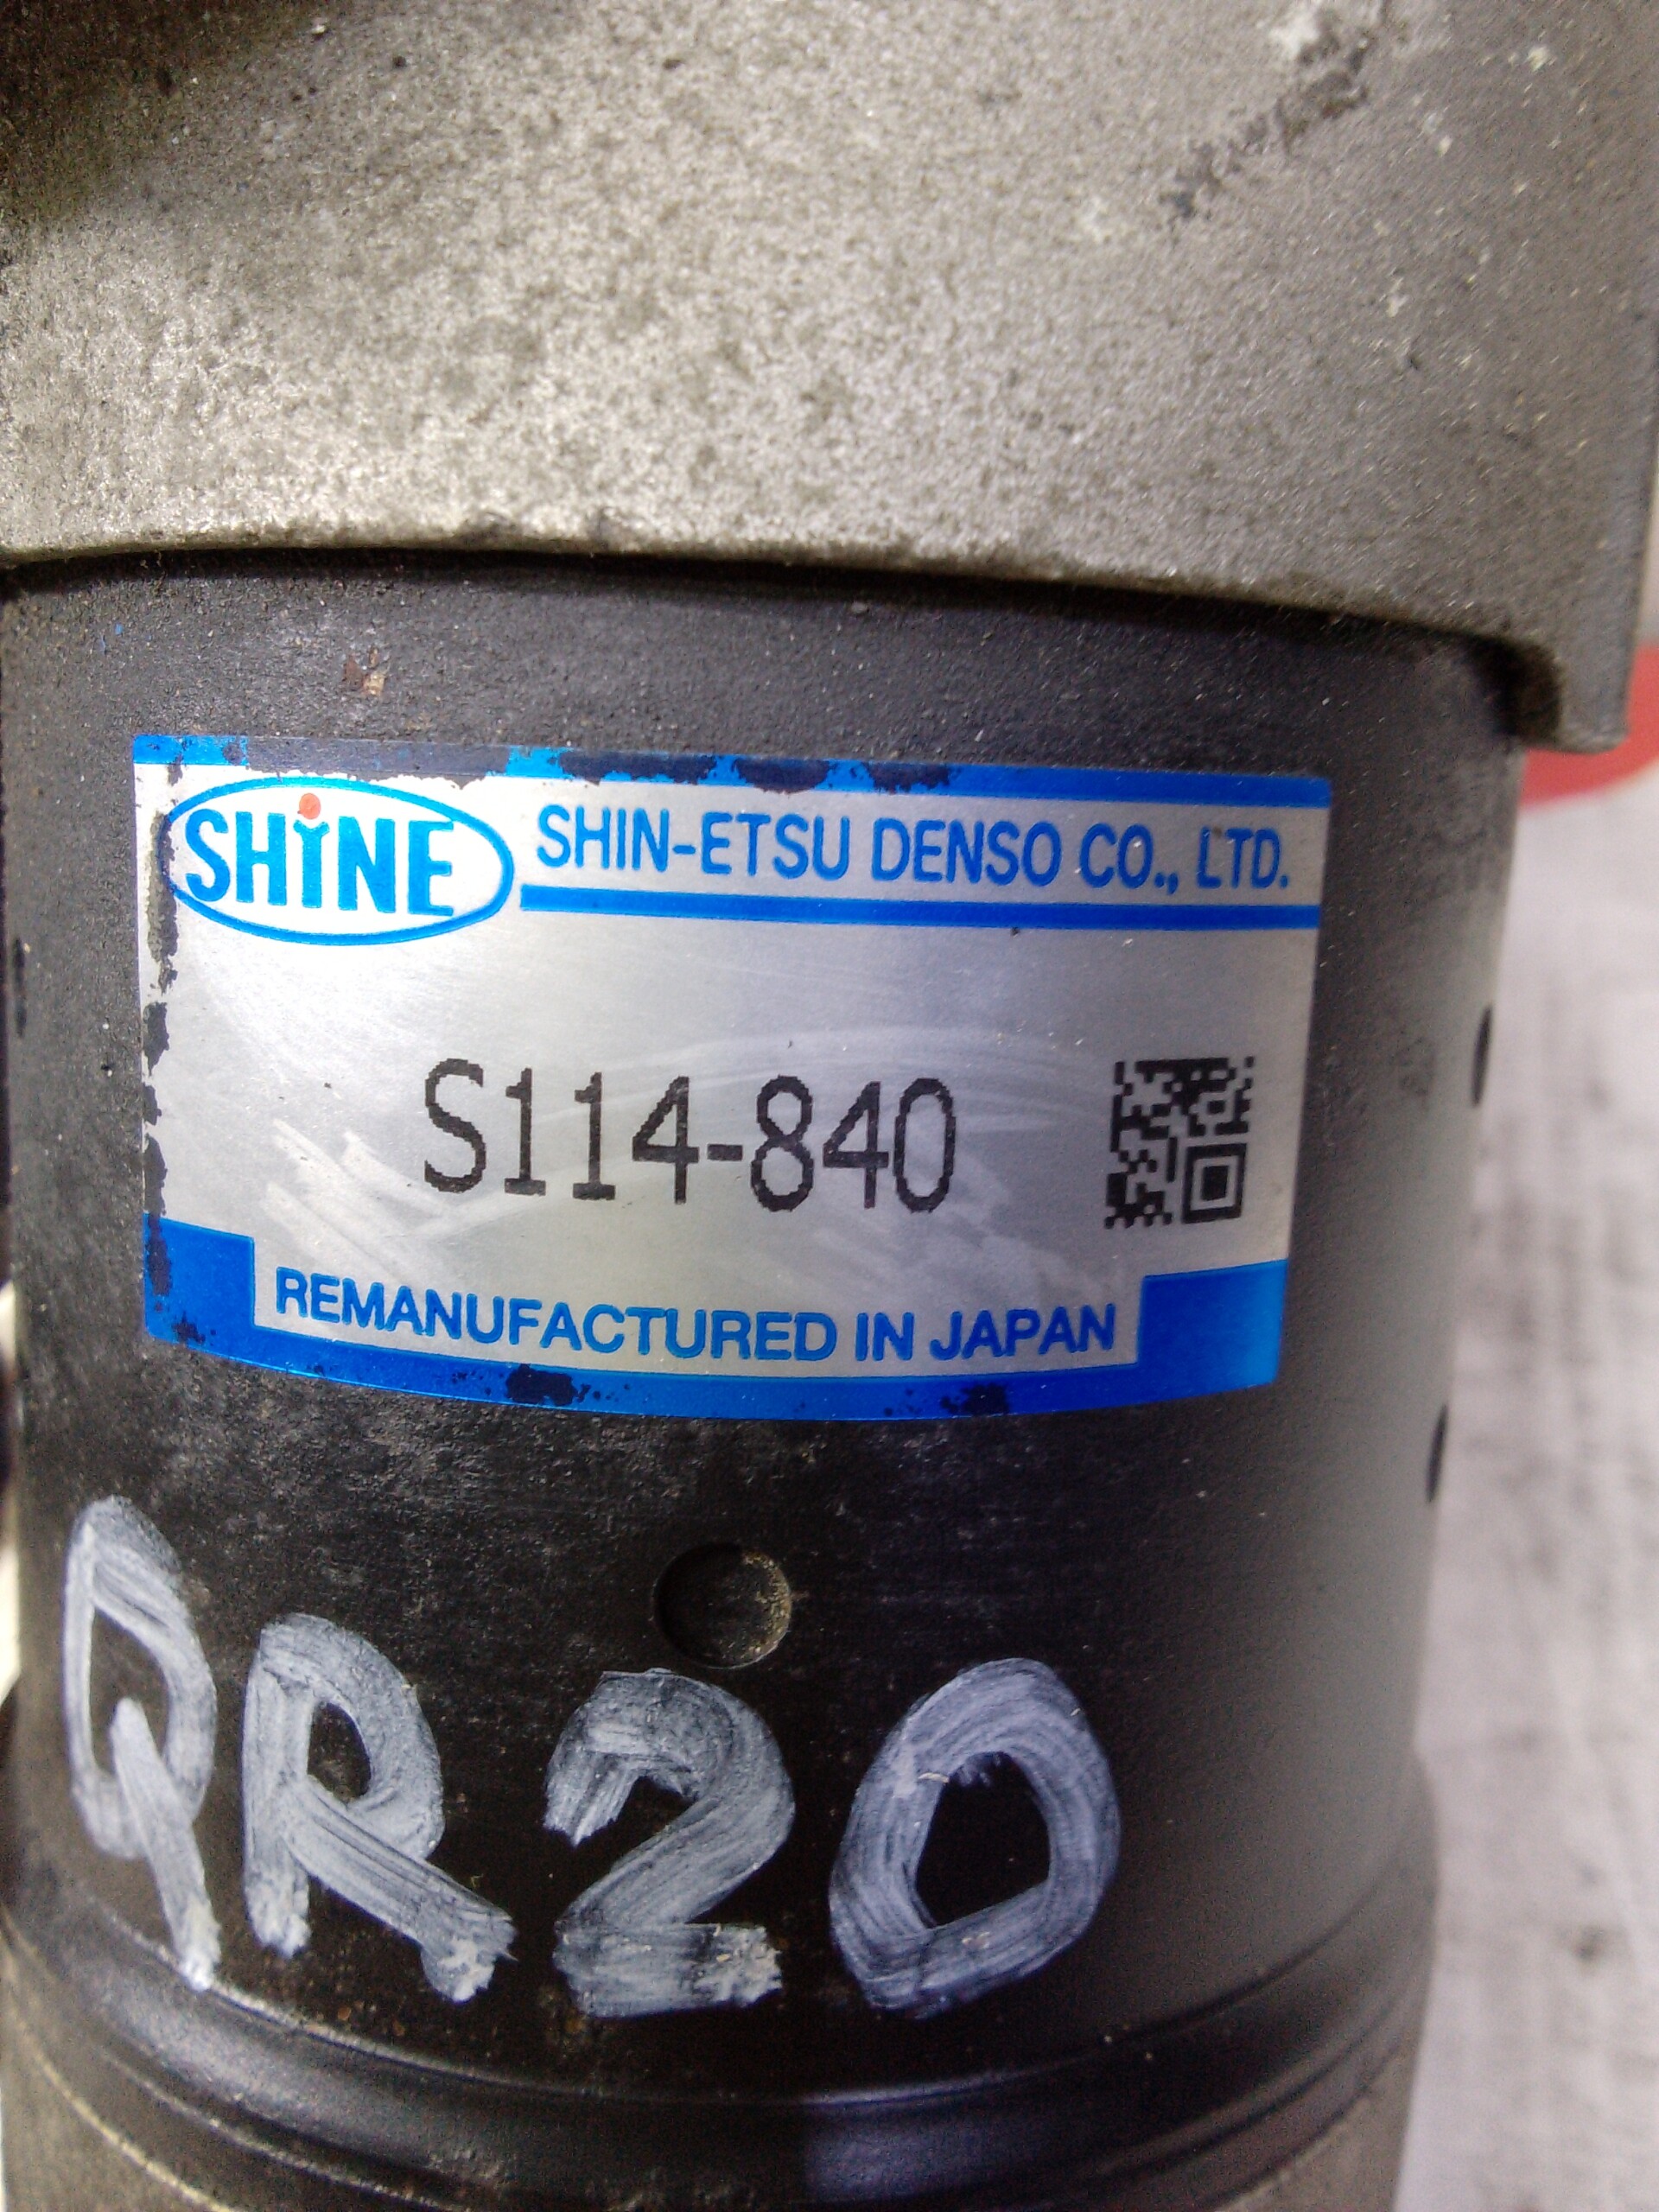 SHiNE
SHIN-ETSU DENSO CO., LTD.
S114-840
REMANUFACTURED IN JAPAN
QR20